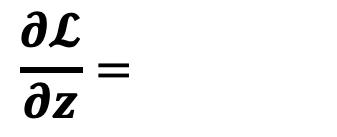 ∂ℒ/∂z =